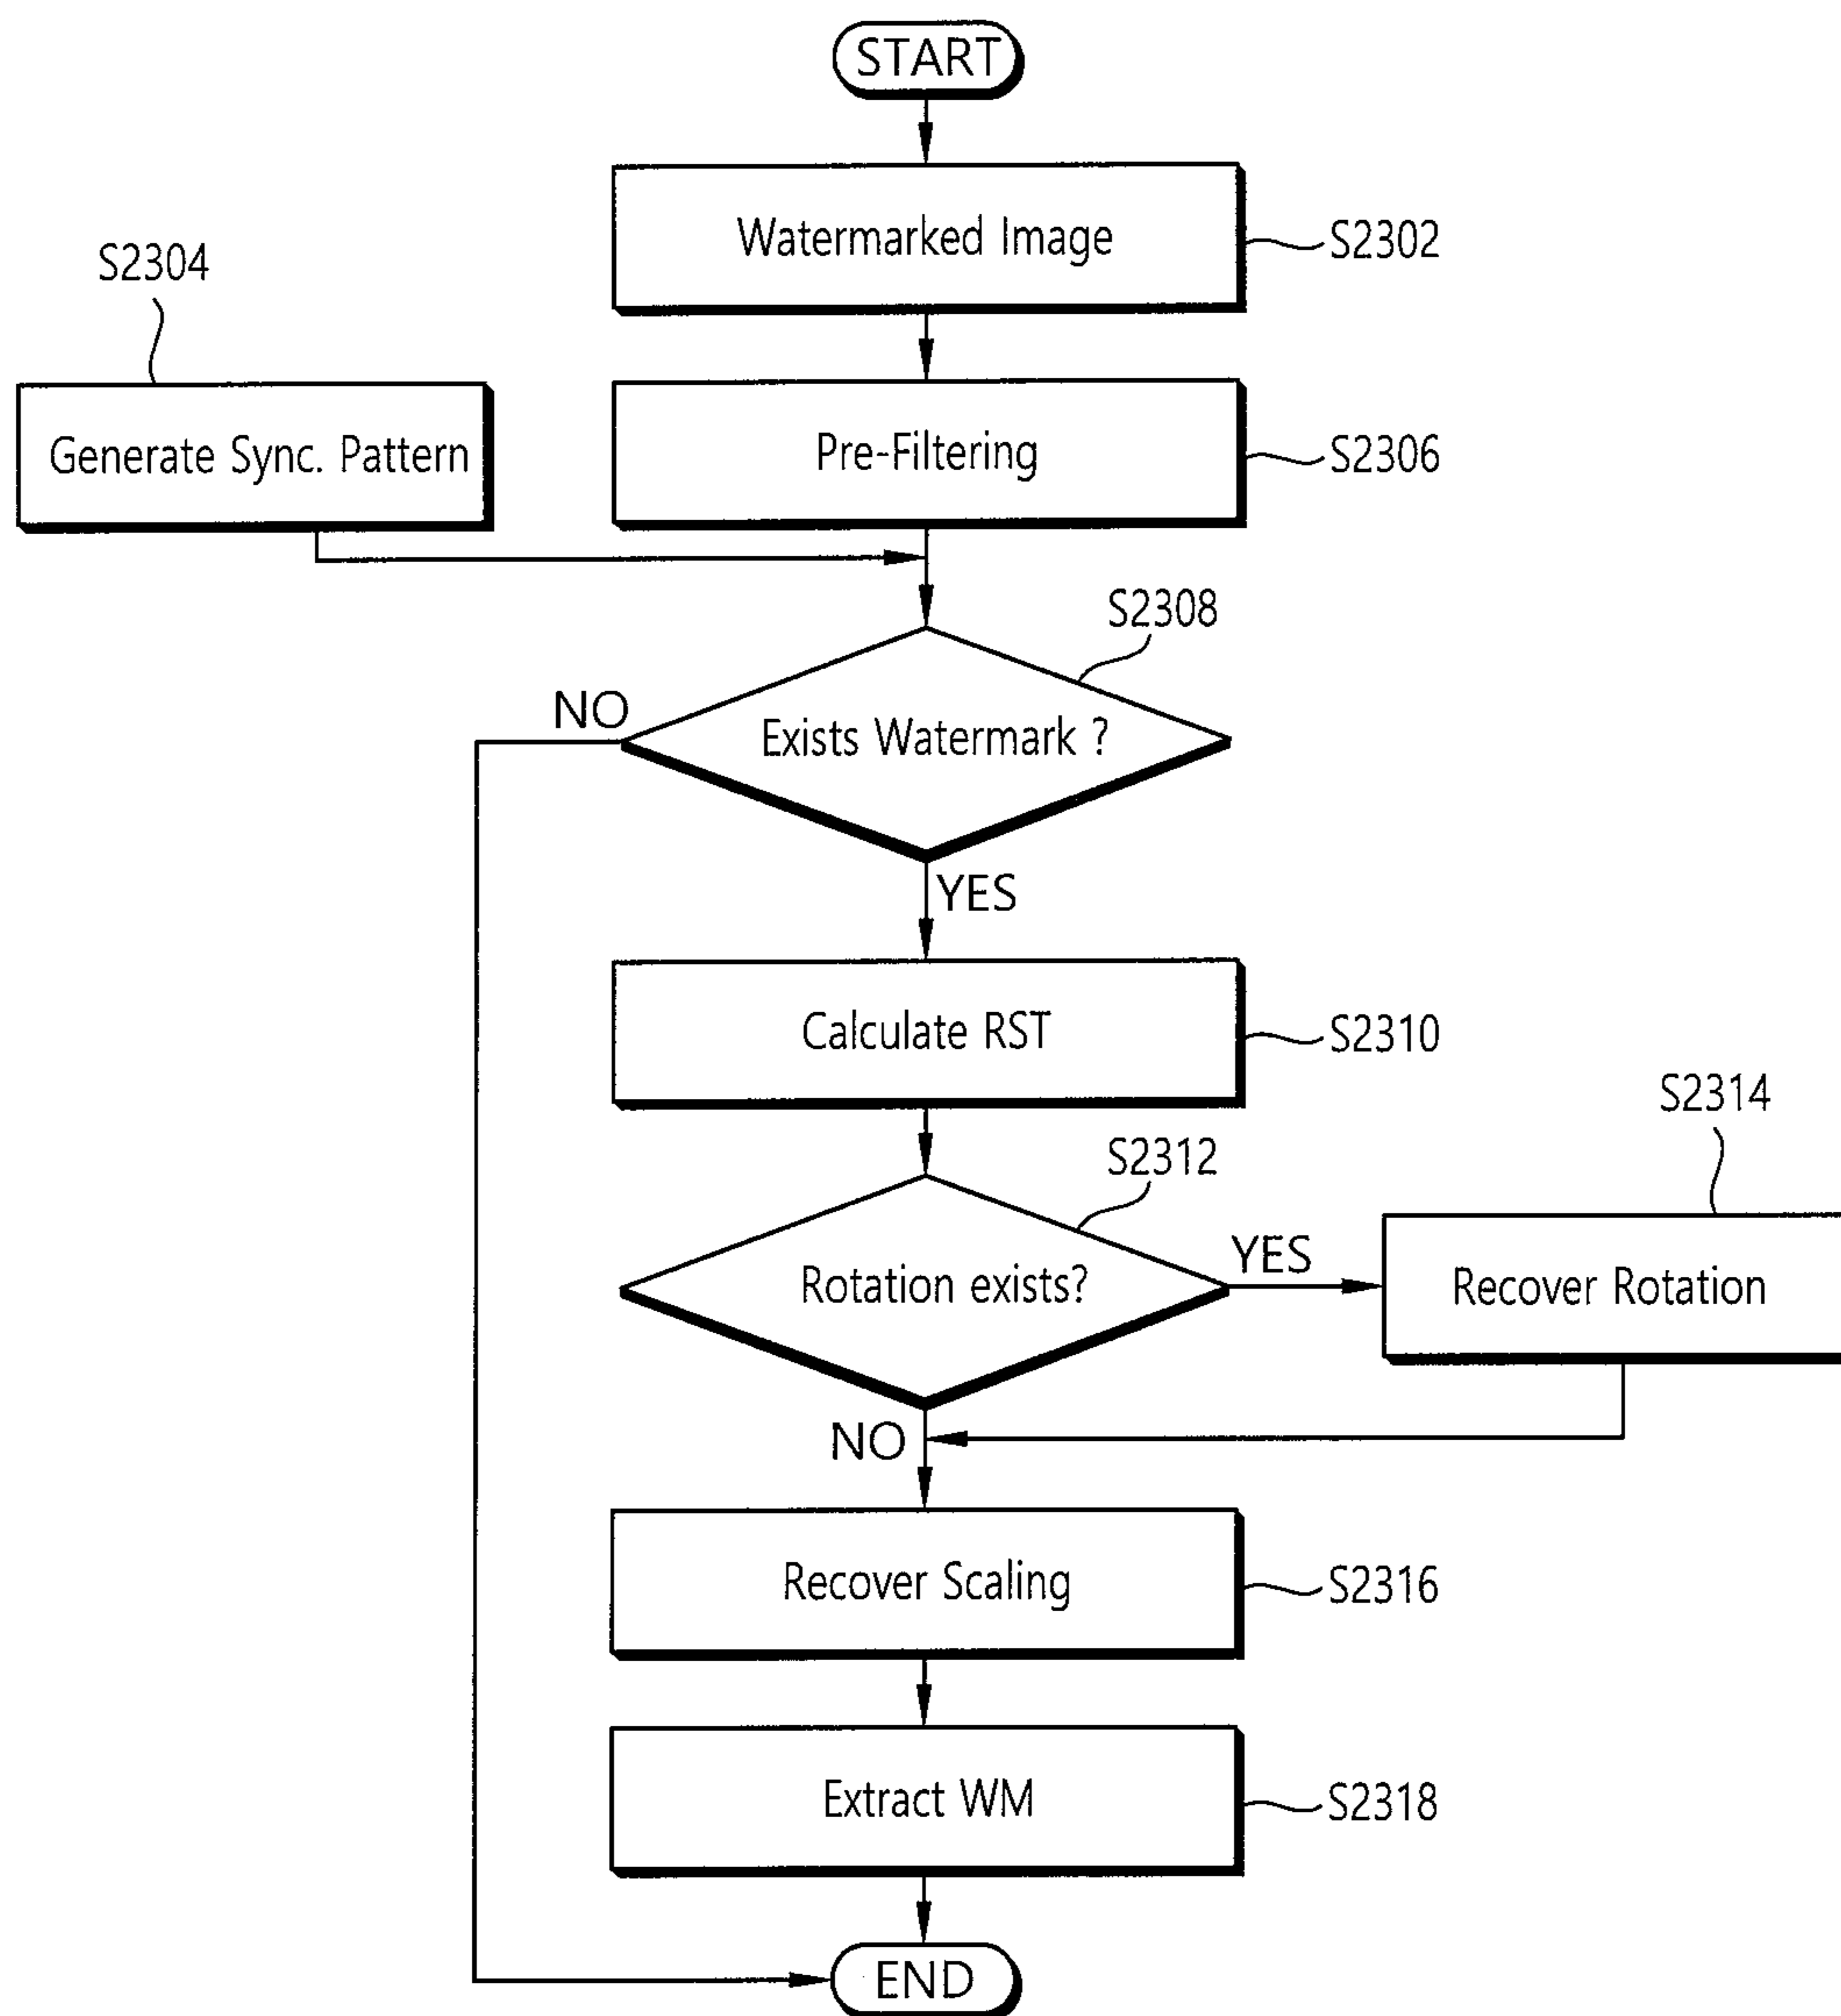 START
Watermarked Image
S2302
S2304
Generate Sync. Pattern
Pre-Filtering
S2306
S2308
NO
Exists Watermark ?
YES
Calculate RST
S2310
S2314
S2312
Rotation exists?
YES
Recover Rotation
NO
Recover Scaling
S2316
Extract WM
S2318
END